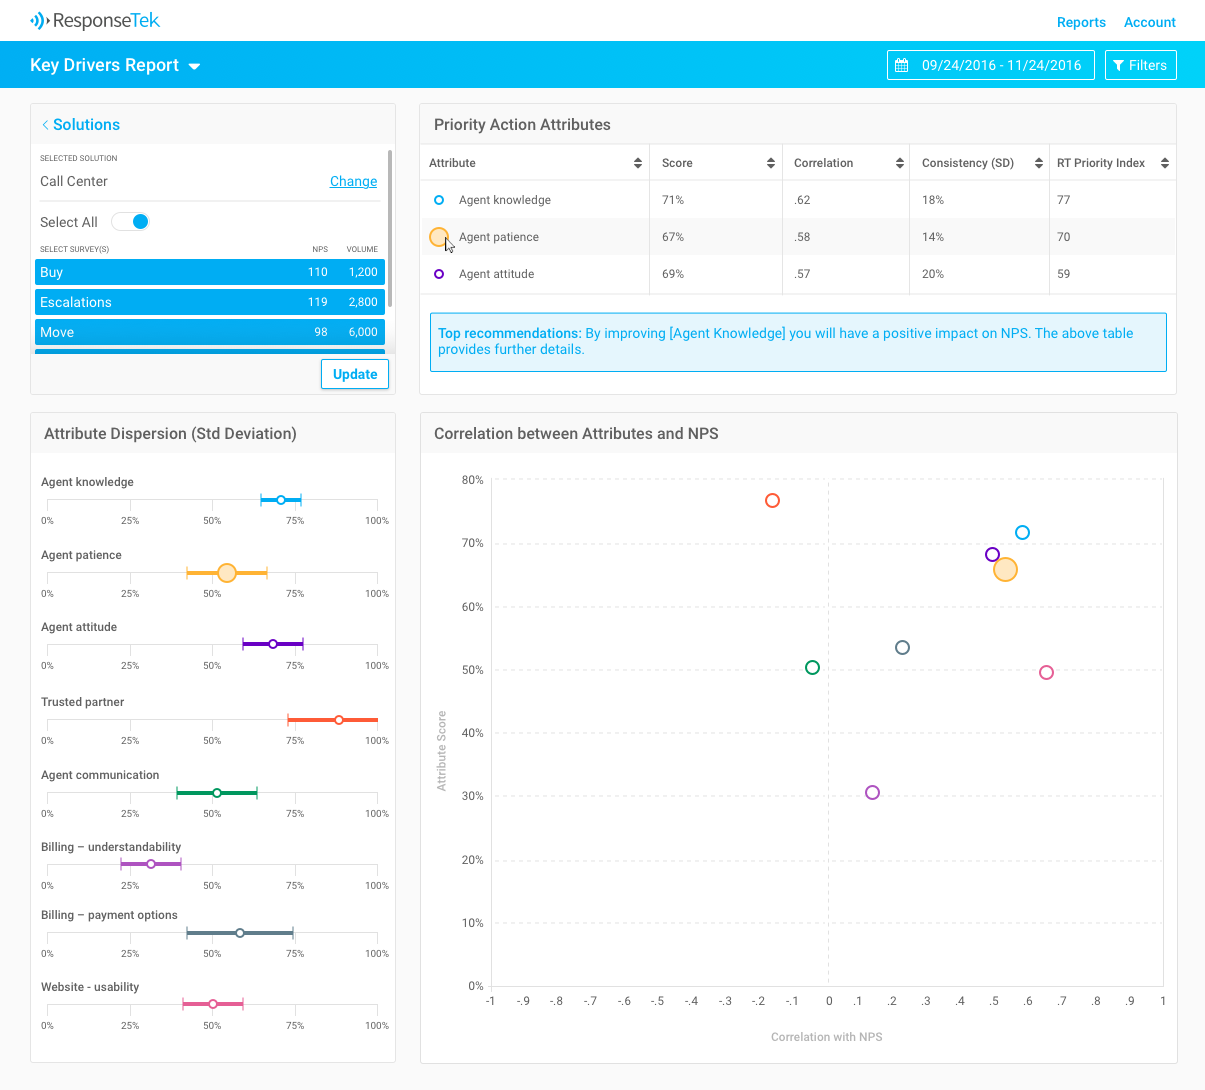 ResponseTek
Reports Account
Key Drivers Report
09/24/2016 - 11/24/2016 Filters
Solutions
SELECTED SOLUTION
Call Center Change
Select All
SELECT SURVEY(S) NPS VOLUME
Buy 110 1,200
Escalations 119 2,800
Move 98 6,000
Update
Priority Action Attributes
Attribute Score Correlation Consistency (SD) RT Priority Index
Agent knowledge 71% .62 18% 77
Agent patience 67% .58 14% 70
Agent attitude 69% .57 20% 59
Top recommendations: By improving [Agent Knowledge] you will have a positive impact on NPS. The above table
provides further details.
Attribute Dispersion (Std Deviation)
Agent knowledge
0% 25% 50% 75% 100%
Agent patience
0% 25% 50% 75% 100%
Agent attitude
0% 25% 50% 75% 100%
Trusted partner
0% 25% 50% 75% 100%
Agent communication
0% 25% 50% 75% 100%
Billing – understandability
0% 25% 50% 75% 100%
Billing – payment options
0% 25% 50% 75% 100%
Website - usability
0% 25% 50% 75% 100%
Correlation between Attributes and NPS
80%
70%
60%
50%
40%
30%
20%
10%
0%
Attribute Score
-1 -.9 -.8 -.7 -.6 -.5 -.4 -.3 -.2 -.1 0 .1 .2 .3 .4 .5 .6 .7 .8 .9 1
Correlation with NPS